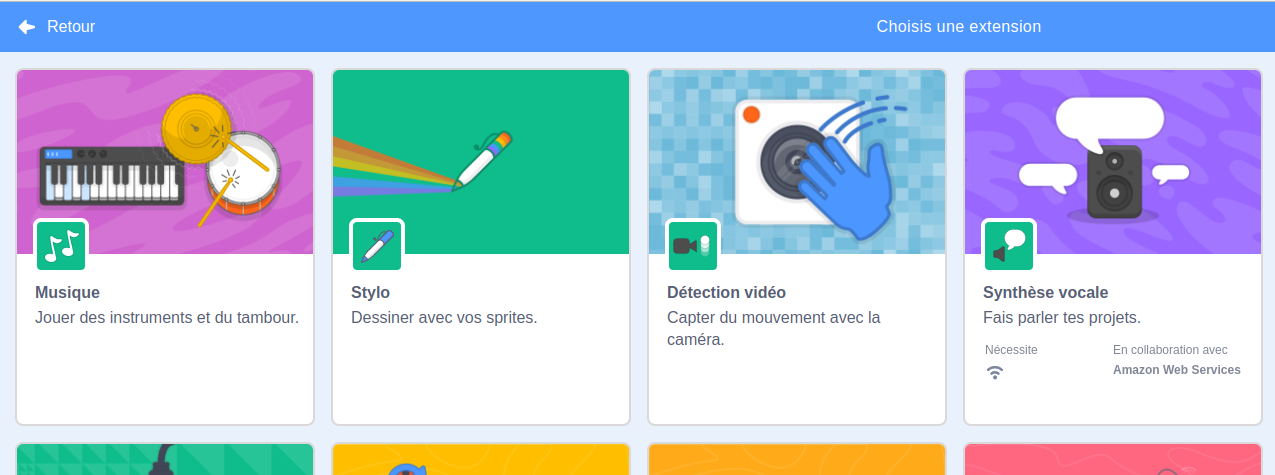 Retour
Choisis une extension
Musique
Jouer des instruments et du tambour.
Stylo
Dessiner avec vos sprites.
Détection vidéo
Capter du mouvement avec la
caméra.
Synthèse vocale
Fais parler tes projets.
Nécessite
En collaboration avec
Amazon Web Services